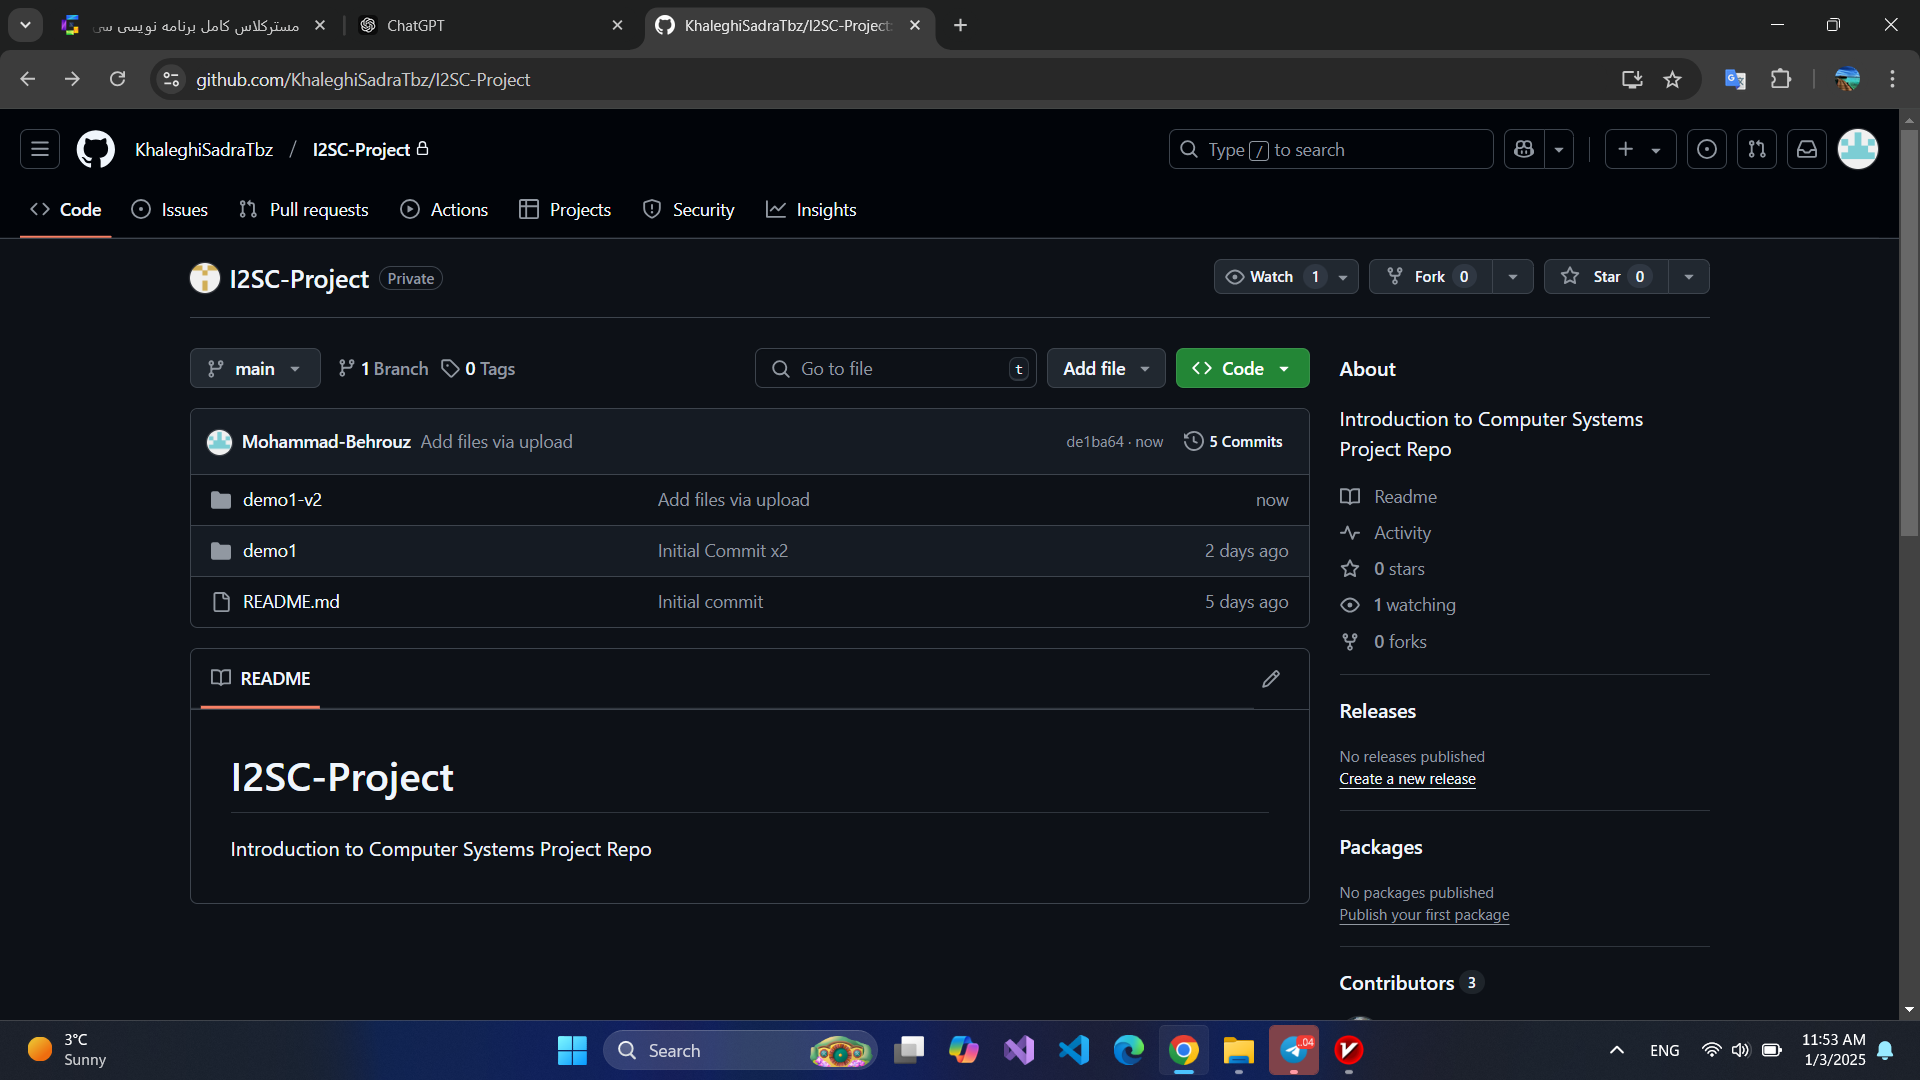 مسترکلاس کامل برنامه نویسی سی
ChatGPT
KhaleghiSadraTbz/I2SC-Project:
github.com/KhaleghiSadraTbz/I2SC-Project
KhaleghiSadraTbz / I2SC-Project
Type / to search
Code
Issues
Pull requests
Actions
Projects
Security
Insights
I2SC-Project Private
Watch 1
Fork 0
Star 0
main
1 Branch
0 Tags
Go to file t
Add file
Code
Mohammad-Behrouz Add files via upload de1ba64 · now 5 Commits
demo1-v2 Add files via upload now
demo1 Initial Commit x2 2 days ago
README.md Initial commit 5 days ago
README
I2SC-Project
Introduction to Computer Systems Project Repo
About
Introduction to Computer Systems
Project Repo
Readme
Activity
0 stars
1 watching
0 forks
Releases
No releases published
Create a new release
Packages
No packages published
Publish your first package
Contributors 3
3°C
Sunny
Search
.04
ENG
11:53 AM
1/3/2025